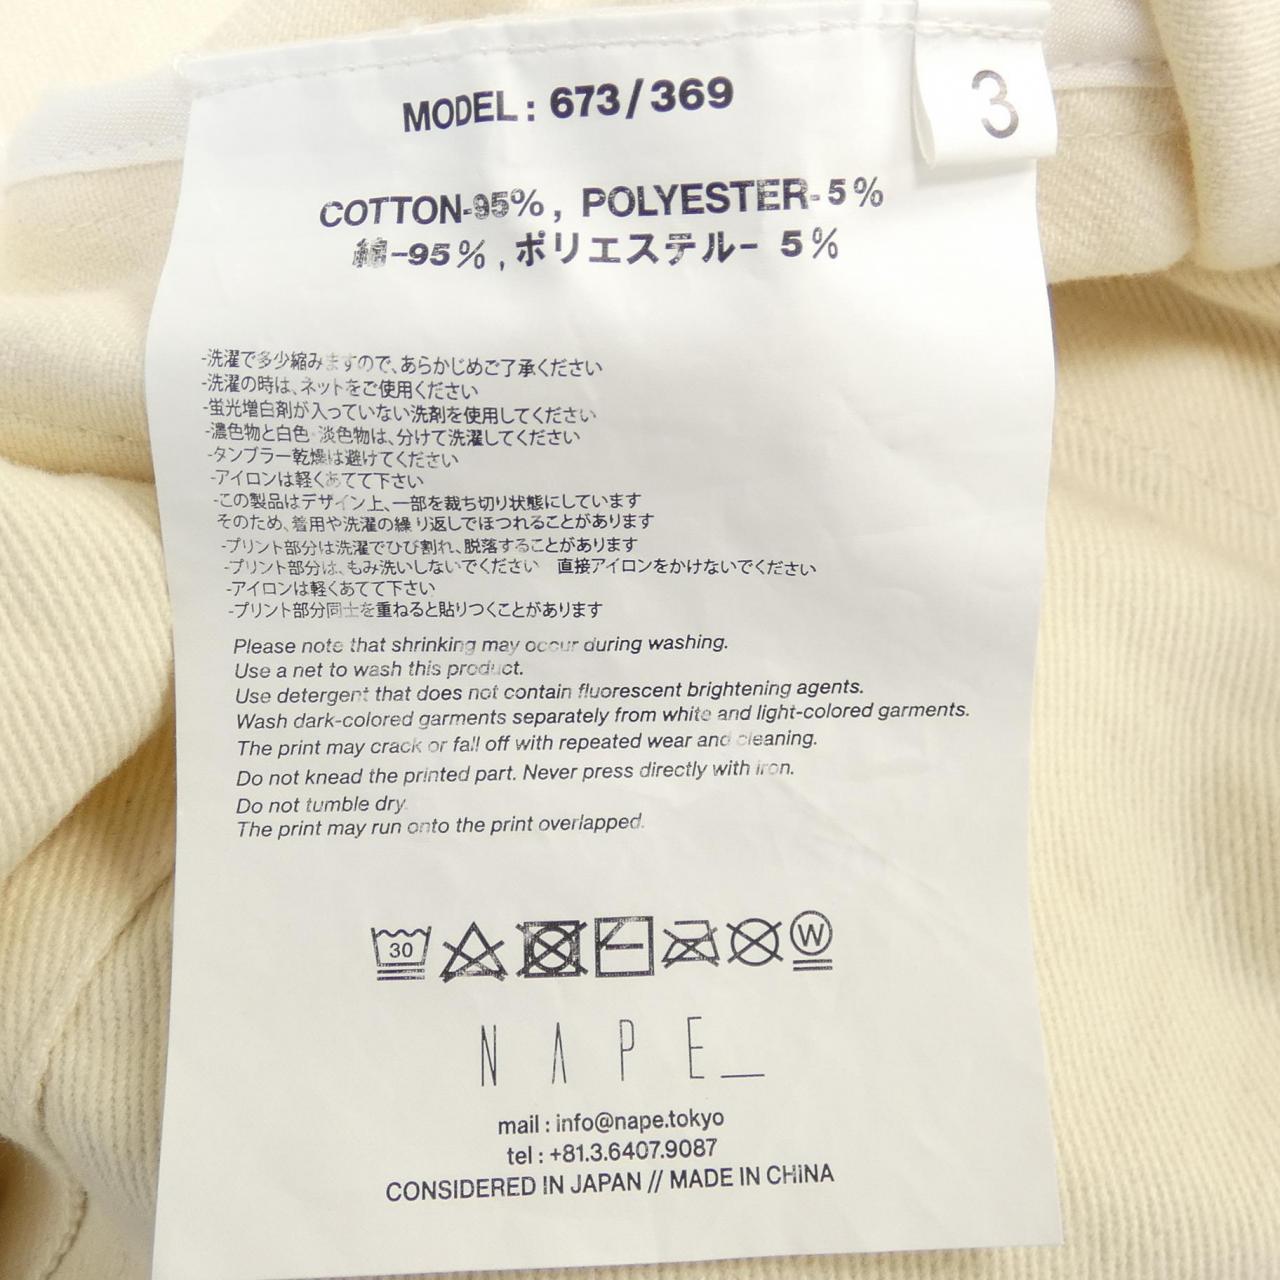 MODEL : 673/369
3
COTTON-95%, POLYESTER-5%
綿-95%, ポリエステル- 5%
-洗濯で多少縮みますので、あらかじめご了承ください
-洗濯の時は、ネットをご使用ください
-蛍光増白剤が入っていない洗剤を使用してください
-濃色物と白色・淡色物は、分けて洗濯してください
-タンブラー乾燥は避けてください
-アイロンは軽くあてて下さい
-この製品はデザイン上、一部を裁ち切り状態にしています
そのため、着用や洗濯の繰り返しでほつれることがあります
-プリント部分は洗濯でひび割れ、脱落することがあります
-プリント部分は、もみ洗いしないでください　直接アイロンをかけないでください
-アイロンは軽くあてて下さい
-プリント部分同士を重ねると貼りつくことがあります
Please note that shrinking may occur during washing.
Use a net to wash this product.
Use detergent that does not contain fluorescent brightening agents.
Wash dark-colored garments separately from white and light-colored garments.
The print may crack or fall off with repeated wear and cleaning.
Do not knead the printed part. Never press directly with iron.
Do not tumble dry.
The print may run onto the print overlapped.
30
W
NAPE_
mail : info@nape.tokyo
tel : +81.3.6407.9087
CONSIDERED IN JAPAN // MADE IN CHINA